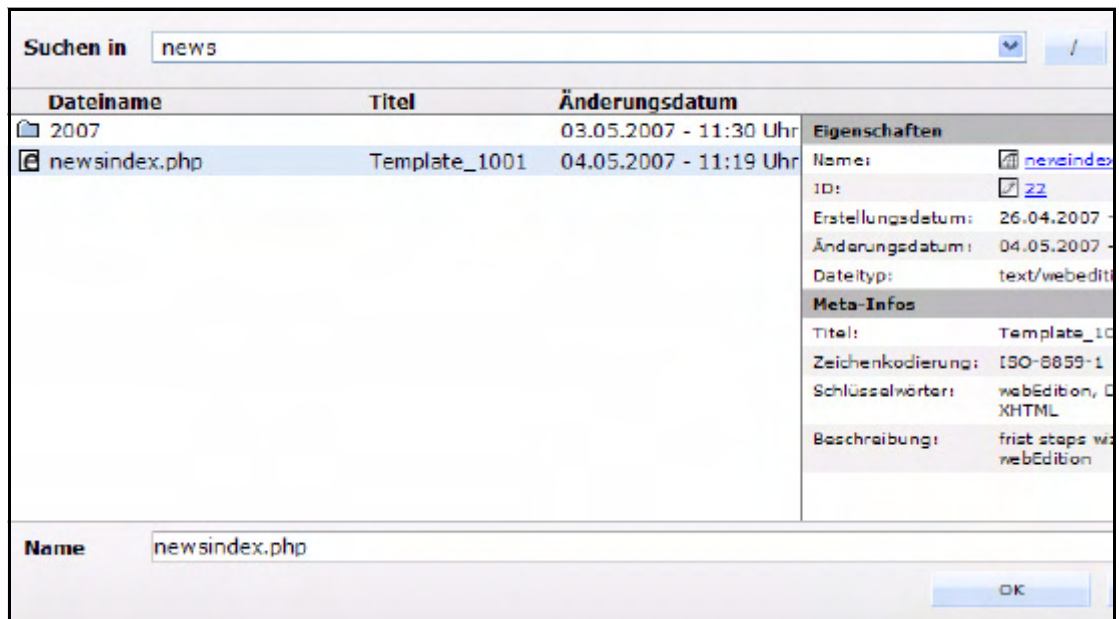 Suchen in news /
Dateiname Titel Änderungsdatum
2007 03.05.2007 - 11:30 Uhr
newsindex.php Template_1001 04.05.2007 - 11:19 Uhr
Eigenschaften
Name: newsindex
ID: 22
Erstellungsdatum: 26.04.2007 -
Änderungsdatum: 04.05.2007 -
Dateityp: text/webediti
Meta-Infos
Titel: Template_10
Zeichenkodierung: ISO-8859-1
Schlüsselwörter: webEdition, D
XHTML
Beschreibung: frist steps wi
webEdition
Name newsindex.php
OK